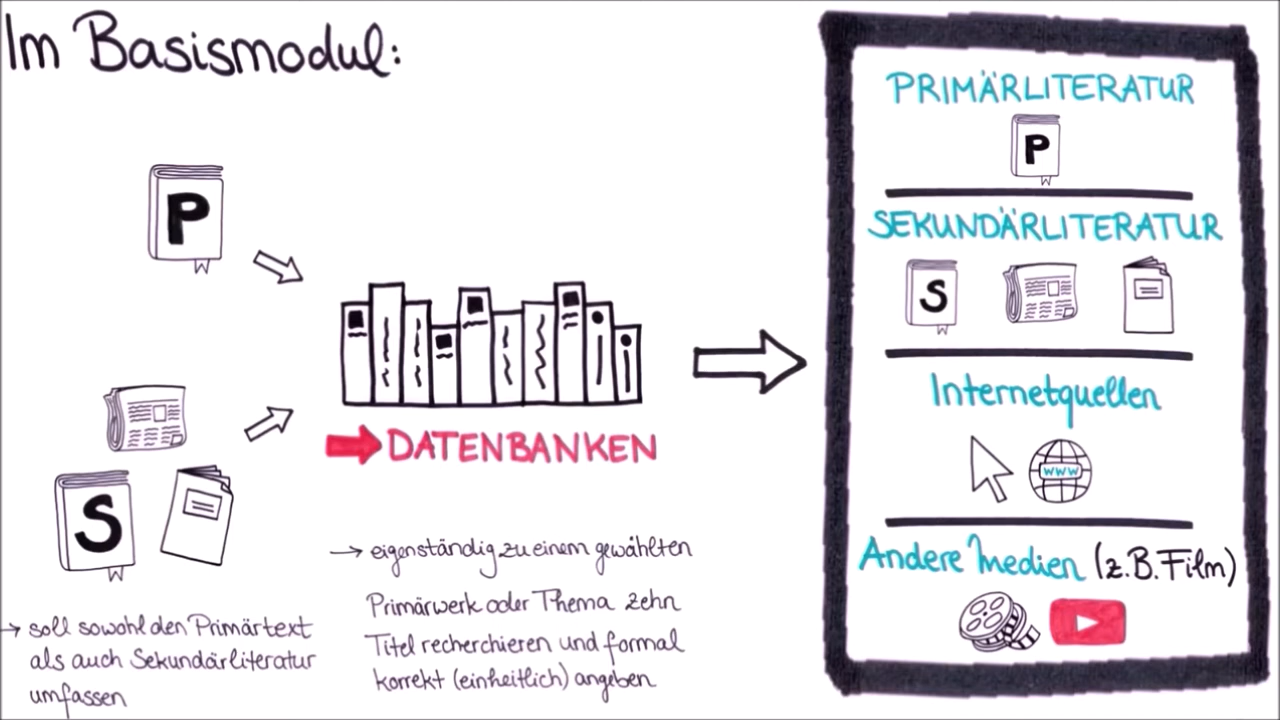 Im Basismodul:
P
S
→ soll sowohl den Primärtext
als auch Sekundärliteratur
umfassen
DATENBANKEN
→ eigenständig zu einem gewählten
Primärwerk oder Thema zehn
Titel recherchieren und formal
korrekt (einheitlich) angeben
PRIMÄRLITERATUR
P
SEKUNDÄRLITERATUR
S
Internetquellen
www
Andere Medien (z.B. Film)